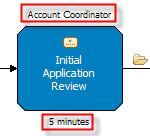 Account Coordinator
Initial
Application
Review
5 minutes